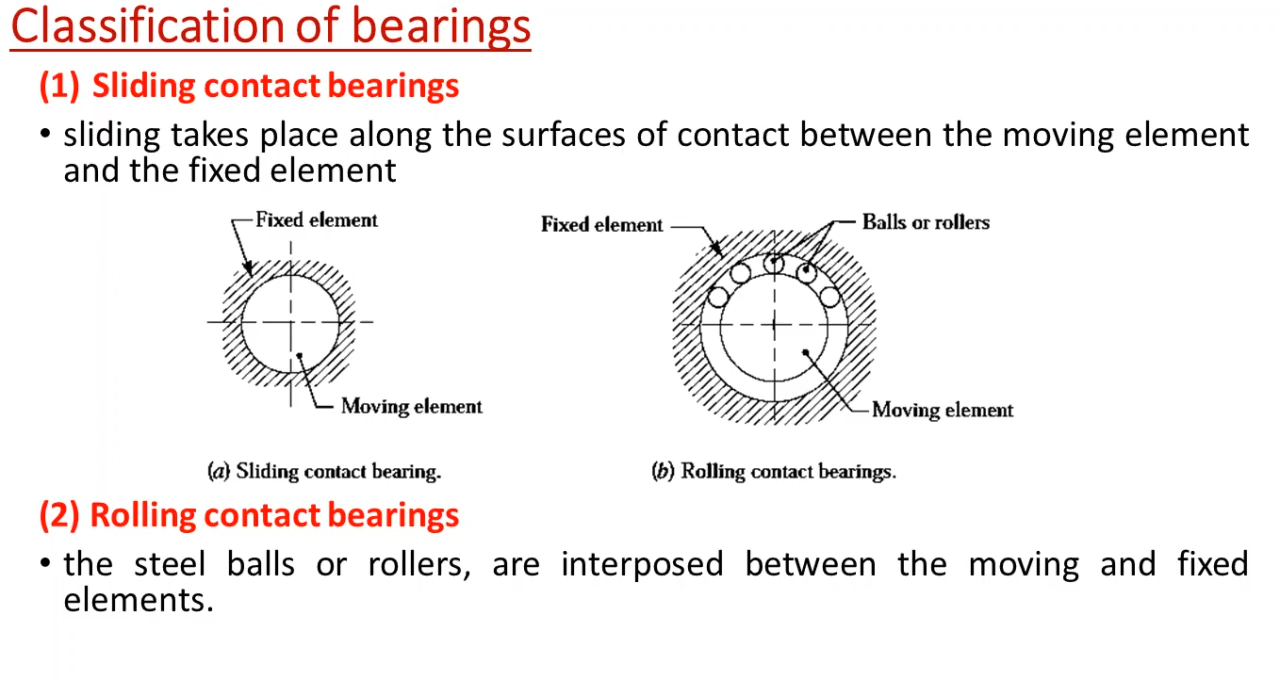 Classification of bearings
(1) Sliding contact bearings
• sliding takes place along the surfaces of contact between the moving element
and the fixed element
Fixed element
Moving element
(a) Sliding contact bearing.
Fixed element
Balls or rollers
Moving element
(b) Rolling contact bearings.
(2) Rolling contact bearings
• the steel balls or rollers, are interposed between the moving and fixed
elements.